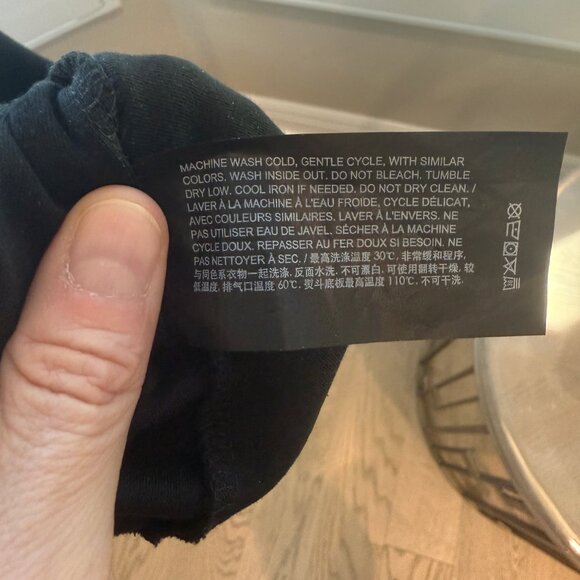 MACHINE WASH COLD, GENTLE CYCLE, WITH SIMILAR
COLORS. WASH INSIDE OUT. DO NOT BLEACH. TUMBLE
DRY LOW. COOL IRON IF NEEDED. DO NOT DRY CLEAN. /
LAVER À LA MACHINE À L'EAU FROIDE, CYCLE DÉLICAT,
AVEC COULEURS SIMILAIRES. LAVER À L'ENVERS. NE
PAS UTILISER EAU DE JAVEL. SÉCHER À LA MACHINE
CYCLE DOUX. REPASSER AU FER DOUX SI BESOIN. NE
PAS NETTOYER À SEC. / 最高洗涤温度 30℃, 非常缓和程序,
与同色系衣物一起洗涤. 反面水洗. 不可漂白. 可使用翻转干燥, 较
低温度, 排气口温度 60℃. 熨斗底板最高温度 110℃. 不可干洗.